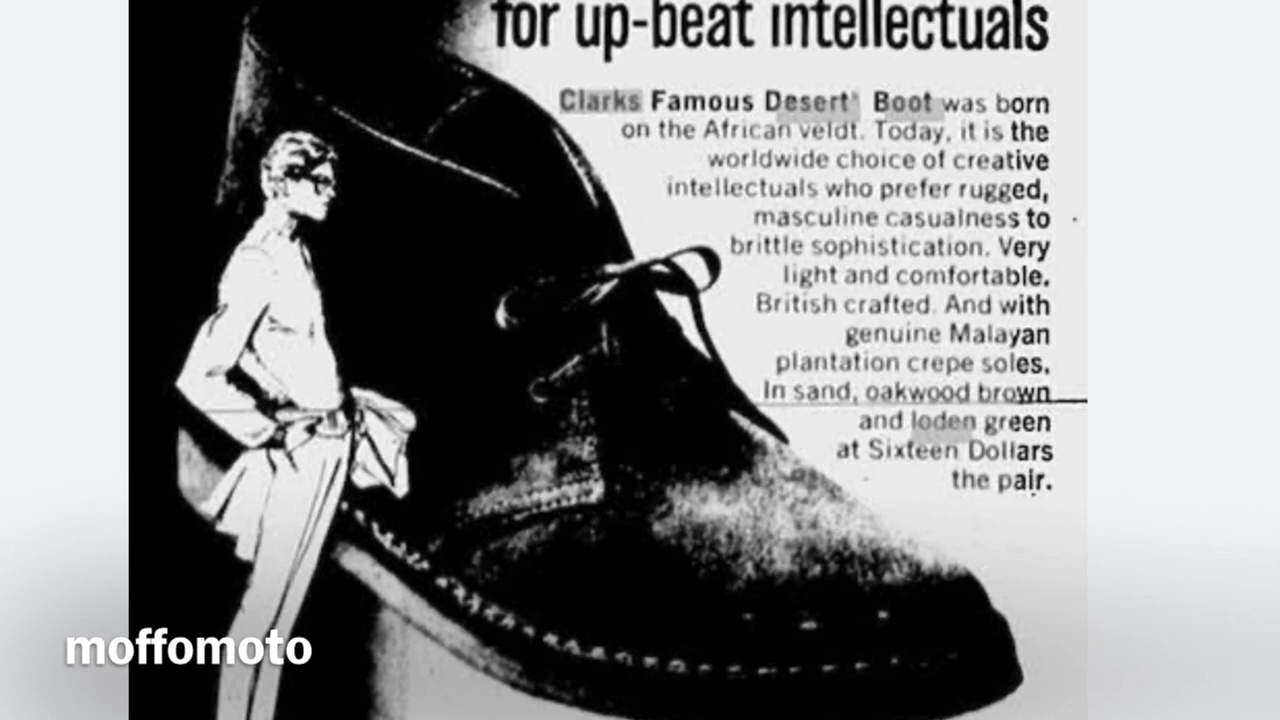 for up-beat intellectuals
Clarks Famous Desert Boot was born
on the African veldt. Today, it is the
worldwide choice of creative
intellectuals who prefer rugged,
masculine casualness to
brittle sophistication. Very
light and comfortable.
British crafted. And with
genuine Malayan
plantation crepe soles.
In sand, oakwood brown
and loden green
at Sixteen Dollars
the pair.
moffomoto